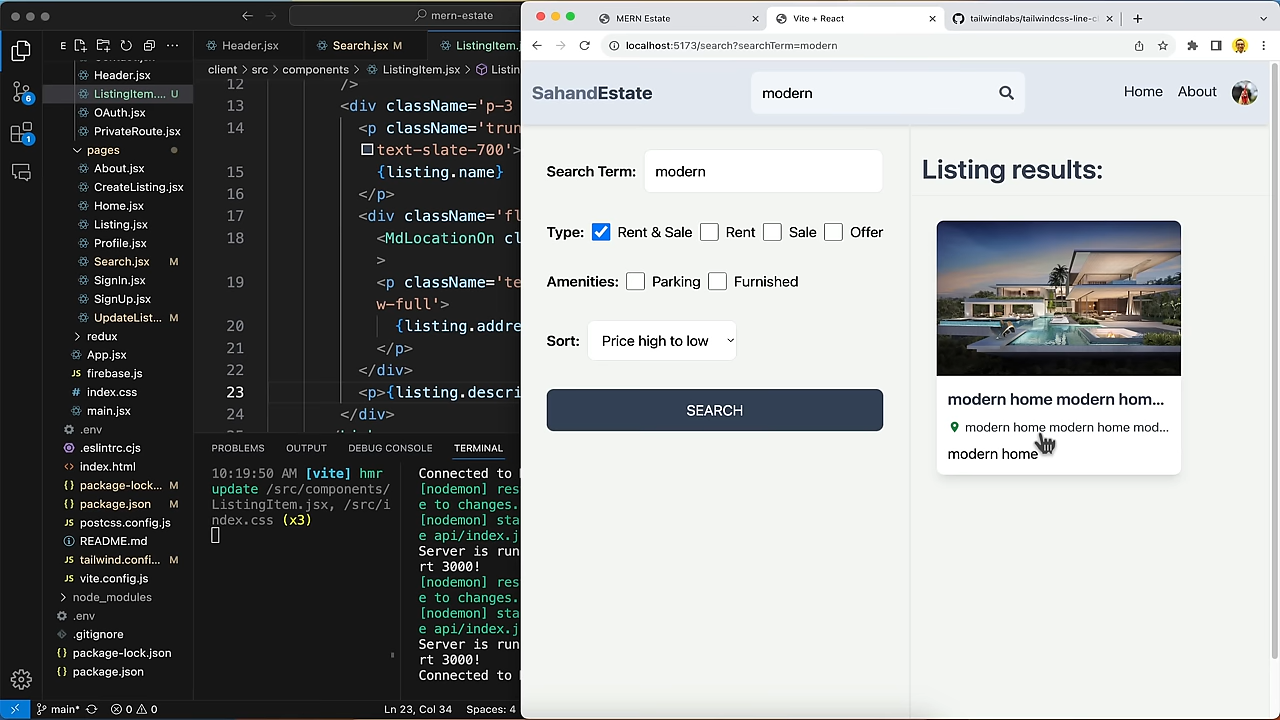 mern-estate
E
Header.jsx
ListingItem.... U
OAuth.jsx
PrivateRoute.jsx
pages
About.jsx
CreateListing.jsx
Home.jsx
Listing.jsx
Profile.jsx
Search.jsx M
SignIn.jsx
SignUp.jsx
UpdateList... M
redux
App.jsx
JS firebase.js
# index.css
main.jsx
.env
.eslintrc.cjs
<> index.html
{} package-lock... M
{} package.json M
JS postcss.config.js
README.md
JS tailwind.confi... M
JS vite.config.js
node_modules
.env
.gitignore
{} package-lock.json
{} package.json
6
1
Header.jsx
Search.jsx M
ListingItem.
client > src > components > ListingItem.jsx > Listin
12 />
13 <div className='p-3
14 <p className='trun
text-slate-700'>
15 {listing.name}
16 </p>
17 <div className='fl
18 <MdLocationOn cl
>
19 <p className='te
w-full'>
20 {listing.addre
21 </p>
22 </div>
23 <p>{listing.descri
24 </div>
PROBLEMS OUTPUT DEBUG CONSOLE TERMINAL
10:19:50 AM [vite] hmr
update /src/components/
ListingItem.jsx, /src/i
ndex.css (x3)
Connected to
[nodemon] res
e to changes.
[nodemon] sta
e api/index.j
Server is run
rt 3000!
[nodemon] res
e to changes.
[nodemon] sta
e api/index.j
Server is run
rt 3000!
Connected to
main* 0 0
Ln 23, Col 34 Spaces: 4
MERN Estate
Vite + React
tailwindlabs/tailwindcss-line-c
localhost:5173/search?searchTerm=modern
SahandEstate
modern
Home About
Search Term: modern
Type: Rent & Sale Rent Sale Offer
Amenities: Parking Furnished
Sort: Price high to low
SEARCH
Listing results:
modern home modern hom...
modern home modern home mod...
modern home